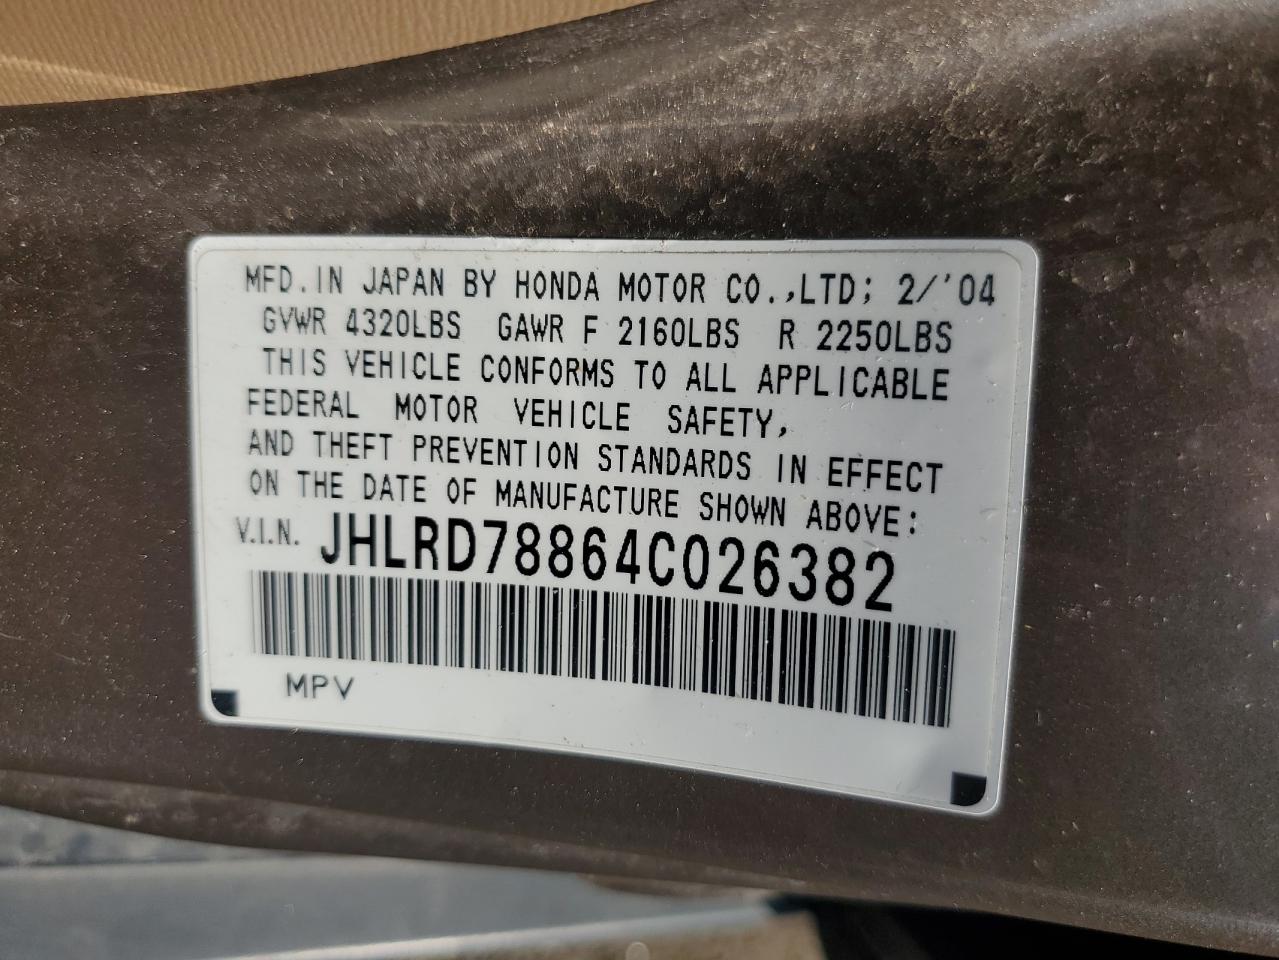 MFD. IN JAPAN BY HONDA MOTOR CO.,LTD; 2/'04
GVWR 4320LBS GAWR F 2160LBS R 2250LBS
THIS VEHICLE CONFORMS TO ALL APPLICABLE
FEDERAL MOTOR VEHICLE SAFETY,
AND THEFT PREVENTION STANDARDS IN EFFECT
ON THE DATE OF MANUFACTURE SHOWN ABOVE:
V.I.N. JHLRD78864C026382
MPV